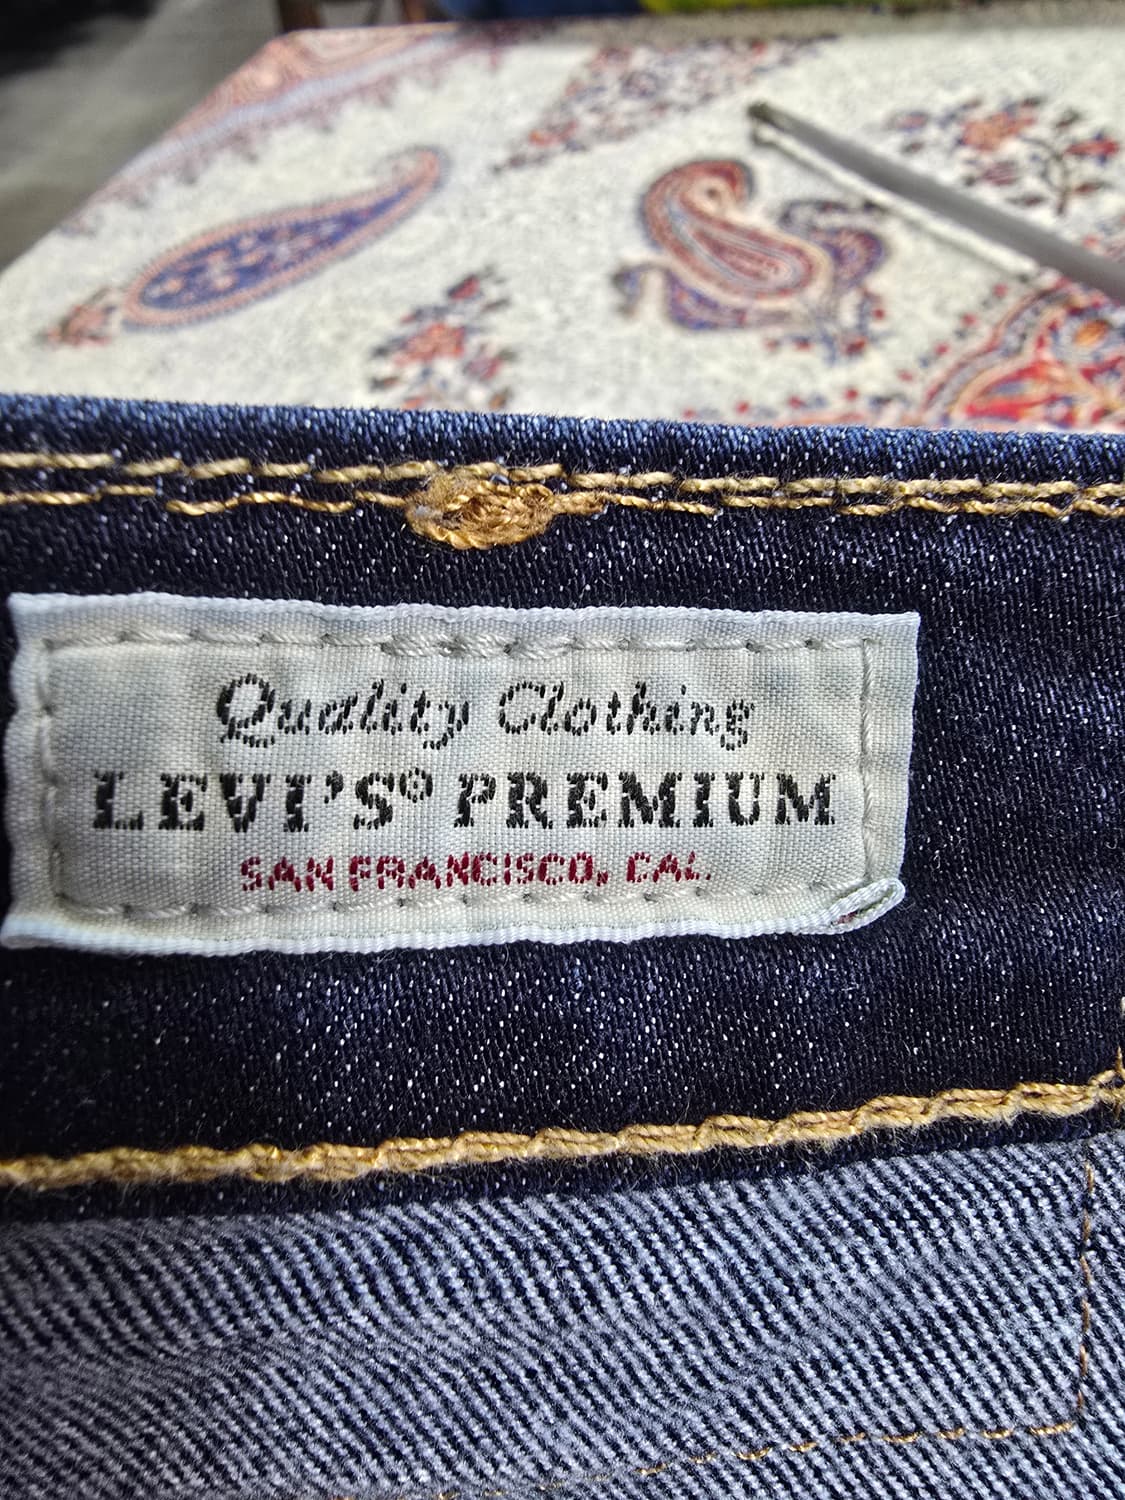 Quality Clothing
LEVI'S® PREMIUM
SAN FRANCISCO, CAL.